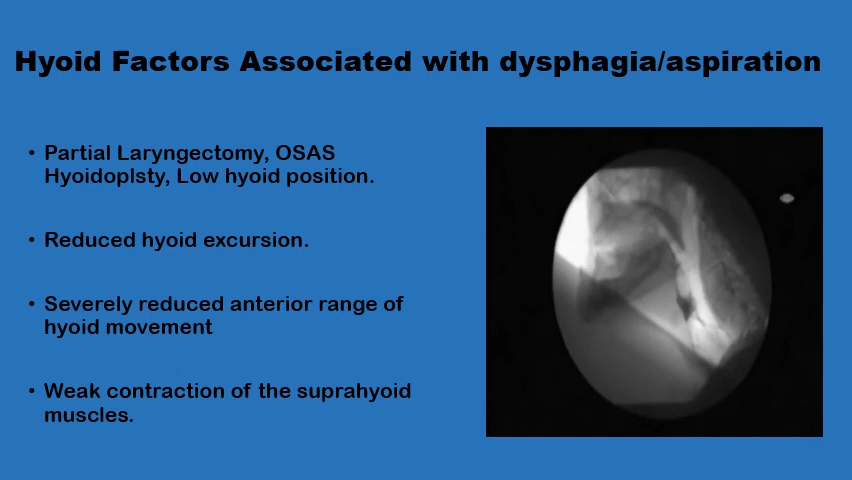 Hyoid Factors Associated with dysphagia/aspiration
• Partial Laryngectomy, OSAS
Hyoidoplsty, Low hyoid position.
• Reduced hyoid excursion.
• Severely reduced anterior range of
hyoid movement
• Weak contraction of the suprahyoid
muscles.